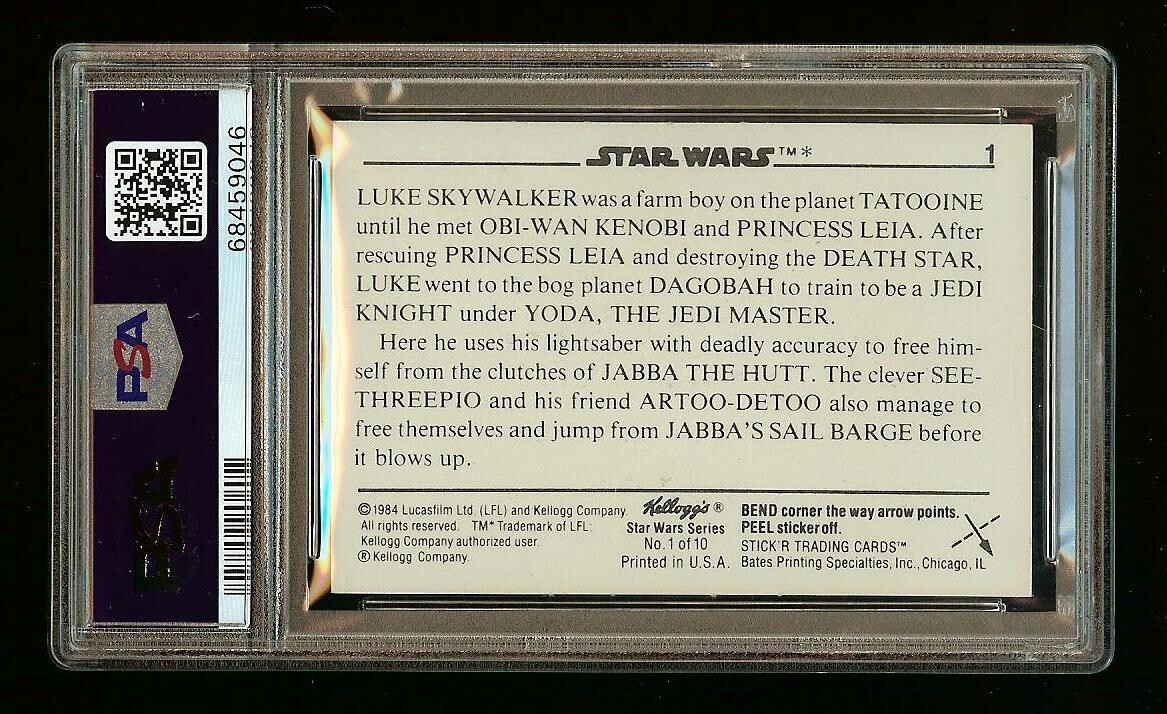 68459046
PSA
PSA
STAR WARS™* 1
LUKE SKYWALKER was a farm boy on the planet TATOOINE
until he met OBI-WAN KENOBI and PRINCESS LEIA. After
rescuing PRINCESS LEIA and destroying the DEATH STAR,
LUKE went to the bog planet DAGOBAH to train to be a JEDI
KNIGHT under YODA, THE JEDI MASTER.
Here he uses his lightsaber with deadly accuracy to free him-
self from the clutches of JABBA THE HUTT. The clever SEE-
THREEPIO and his friend ARTOO-DETOO also manage to
free themselves and jump from JABBA'S SAIL BARGE before
it blows up.
©1984 Lucasfilm Ltd. (LFL) and Kellogg Company.
All rights reserved. TM* Trademark of LFL:
Kellogg Company authorized user.
® Kellogg Company.
Kellogg's ®
Star Wars Series
No. 1 of 10
Printed in U.S.A.
BEND corner the way arrow points.
PEEL sticker off.
STICK'R TRADING CARDS™
Bates Printing Specialties, Inc., Chicago, IL